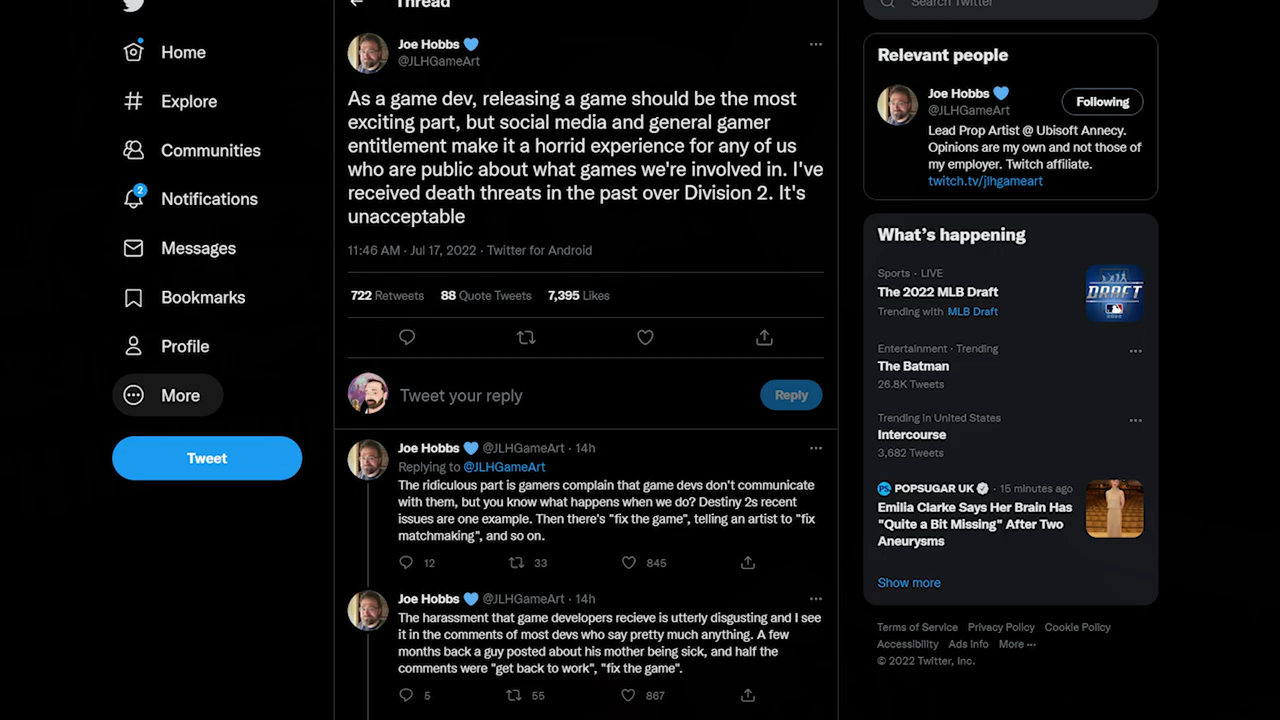 Thread
Home
Explore
Communities
2
Notifications
Messages
Bookmarks
Profile
More
Tweet
Joe Hobbs 💙
@JLHGameArt
As a game dev, releasing a game should be the most
exciting part, but social media and general gamer
entitlement make it a horrid experience for any of us
who are public about what games we're involved in. I've
received death threats in the past over Division 2. It's
unacceptable
11:46 AM · Jul 17, 2022 · Twitter for Android
722 Retweets 88 Quote Tweets 7,395 Likes
Tweet your reply
Reply
Joe Hobbs 💙 @JLHGameArt · 14h
Replying to @JLHGameArt
The ridiculous part is gamers complain that game devs don't communicate
with them, but you know what happens when we do? Destiny 2s recent
issues are one example. Then there's "fix the game", telling an artist to "fix
matchmaking", and so on.
12 33 845
Joe Hobbs 💙 @JLHGameArt · 14h
The harassment that game developers recieve is utterly disgusting and I see
it in the comments of most devs who say pretty much anything. A few
months back a guy posted about his mother being sick, and half the
comments were "get back to work", "fix the game".
5 55 867
Search Twitter
Relevant people
Joe Hobbs 💙
@JLHGameArt
Following
Lead Prop Artist @ Ubisoft Annecy.
Opinions are my own and not those of
my employer. Twitch affiliate.
twitch.tv/jlhgameart
What's happening
Sports · LIVE
The 2022 MLB Draft
Trending with MLB Draft
DRAFT
Entertainment · Trending
The Batman
26.8K Tweets
Trending in United States
Intercourse
3,682 Tweets
POPSUGAR UK · 15 minutes ago
Emilia Clarke Says Her Brain Has
"Quite a Bit Missing" After Two
Aneurysms
Show more
Terms of Service Privacy Policy Cookie Policy
Accessibility Ads info More ···
© 2022 Twitter, Inc.